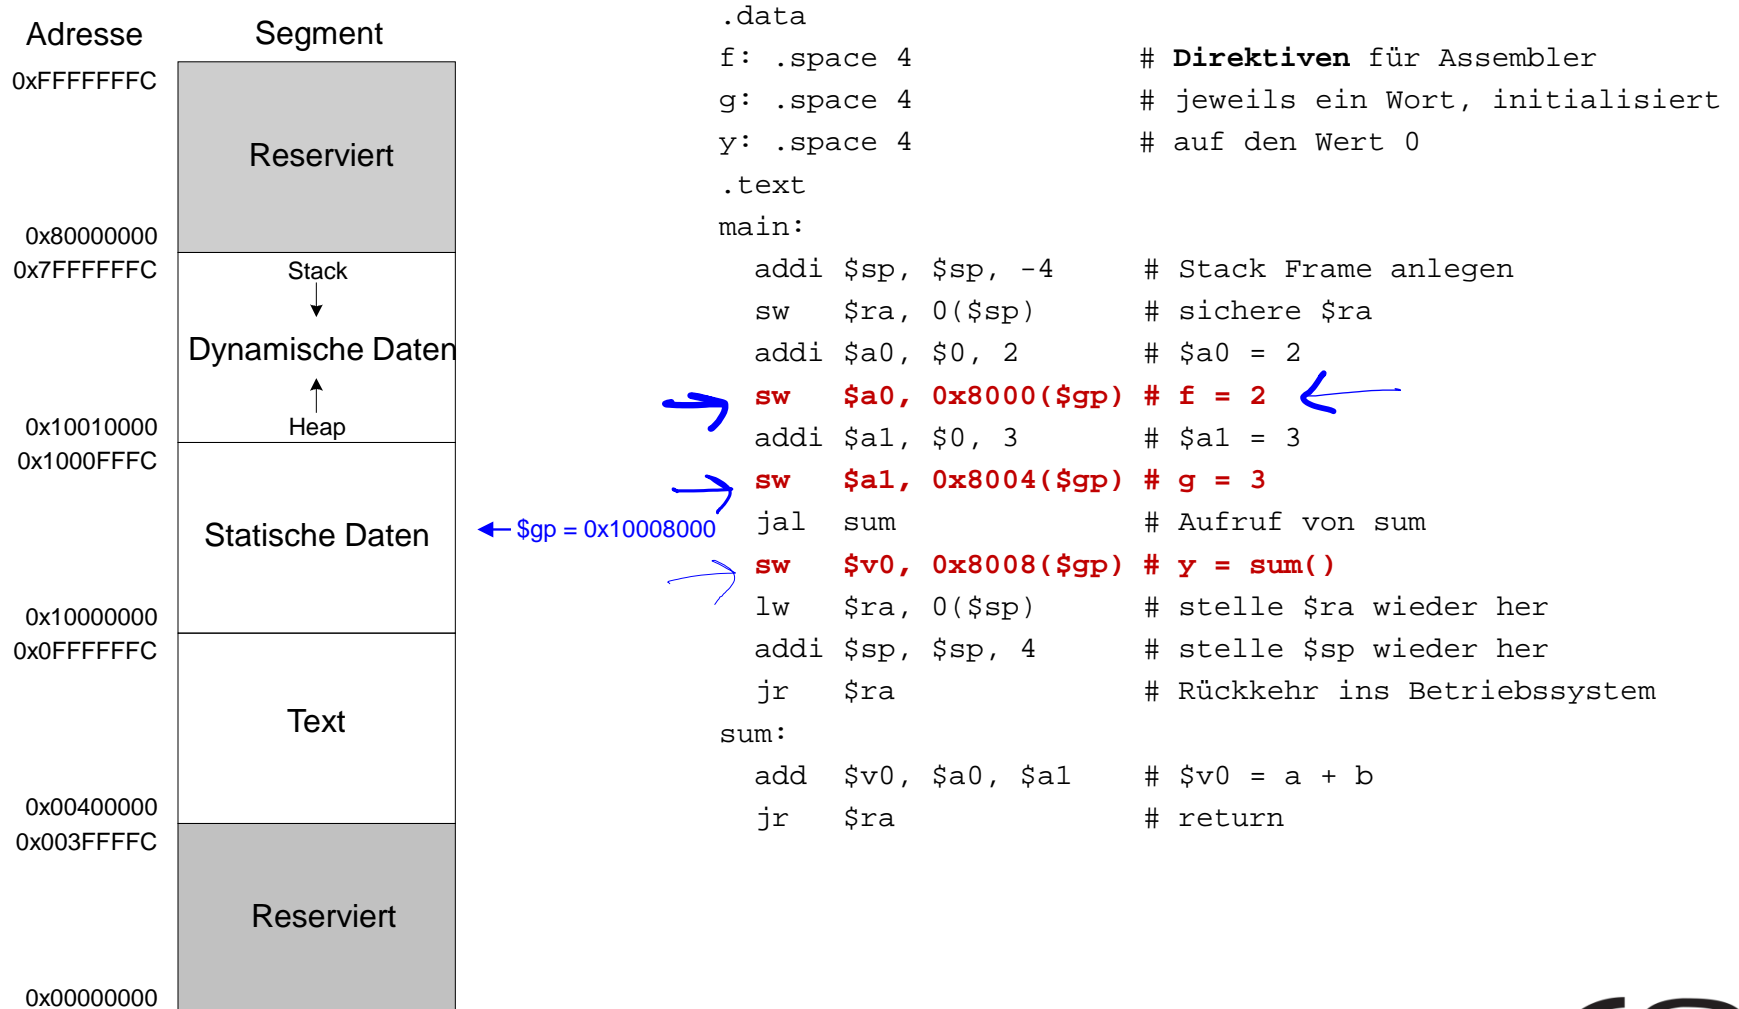 Adresse Segment
0xFFFFFFFC
Reserviert
0x80000000
0x7FFFFFFC
Stack
Dynamische Daten
Heap
0x10010000
0x1000FFFC
Statische Daten
$gp = 0x10008000
0x10000000
0x0FFFFFFC
Text
0x00400000
0x003FFFFC
Reserviert
0x00000000
.data
f: .space 4 # Direktiven für Assembler
g: .space 4 # jeweils ein Wort, initialisiert
y: .space 4 # auf den Wert 0
.text
main:
addi $sp, $sp, -4 # Stack Frame anlegen
sw $ra, 0($sp) # sichere $ra
addi $a0, $0, 2 # $a0 = 2
sw $a0, 0x8000($gp) # f = 2
addi $a1, $0, 3 # $a1 = 3
sw $a1, 0x8004($gp) # g = 3
jal sum # Aufruf von sum
sw $v0, 0x8008($gp) # y = sum()
lw $ra, 0($sp) # stelle $ra wieder her
addi $sp, $sp, 4 # stelle $sp wieder her
jr $ra # Rückkehr ins Betriebssystem
sum:
add $v0, $a0, $a1 # $v0 = a + b
jr $ra # return